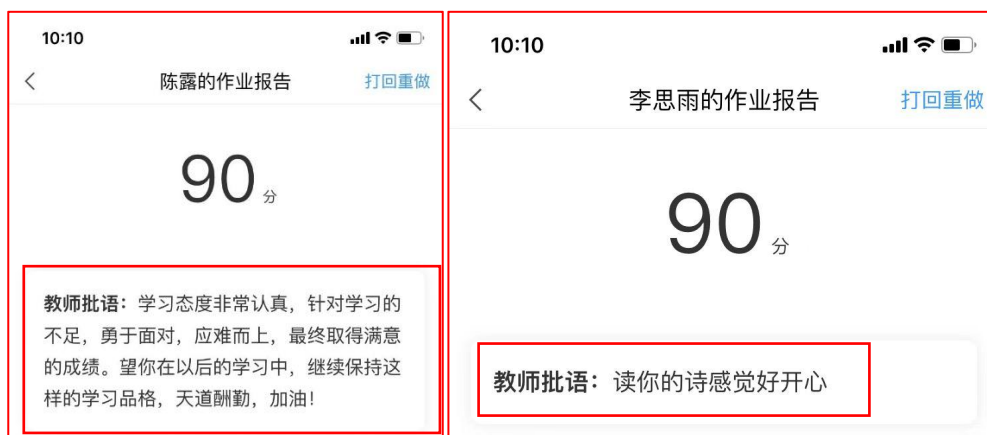 10:10
陈露的作业报告 打回重做
90 分
教师批语：学习态度非常认真，针对学习的
不足，勇于面对，应难而上，最终取得满意
的成绩。望你在以后的学习中，继续保持这
样的学习品格，天道酬勤，加油！
10:10
李思雨的作业报告 打回重做
90 分
教师批语：读你的诗感觉好开心